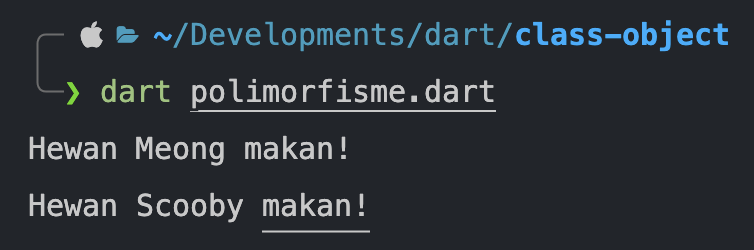 ~/Developments/dart/class-object
❯ dart polimorfisme.dart
Hewan Meong makan!
Hewan Scooby makan!